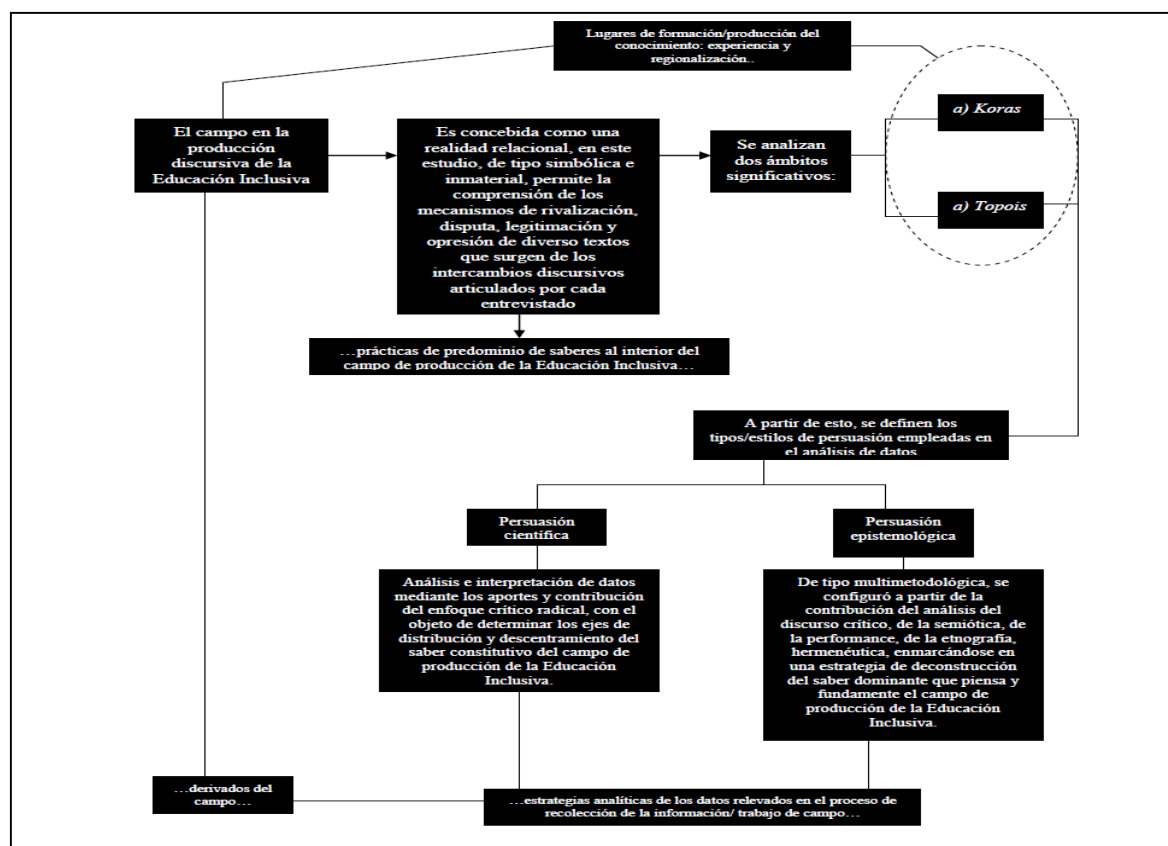 Lugares de formación/producción del
conocimiento: experiencia y
regionalización..
El campo en la
producción
discursiva de la
Educación Inclusiva
Es concebida como una
realidad relacional, en este
estudio, de tipo simbólica e
inmaterial, permite la
comprensión de los
mecanismos de rivalización,
disputa, legitimación y
opresión de diverso textos
que surgen de los
intercambios discursivos
articulados por cada
entrevistado
Se analizan
dos ámbitos
significativos:
a) Koras
a) Topois
…prácticas de predominio de saberes al interior del
campo de producción de la Educación Inclusiva…
A partir de esto, se definen los
tipos/estilos de persuasión empleadas en
el análisis de datos
Persuasión
científica
Persuasión
epistemológica
Análisis e interpretación de datos
mediante los aportes y contribución
del enfoque crítico radical, con el
objeto de determinar los ejes de
distribución y descentramiento del
saber constitutivo del campo de
producción de la Educación
Inclusiva.
De tipo multimetodológica, se
configuró a partir de la
contribución del análisis del
discurso crítico, de la semiótica, de
la performance, de la etnografía,
hermenéutica, enmarcándose en
una estrategia de deconstrucción
del saber dominante que piensa y
fundamente el campo de
producción de la Educación
Inclusiva.
…derivados del
campo…
…estrategias analíticas de los datos relevados en el proceso de
recolección de la información/ trabajo de campo…